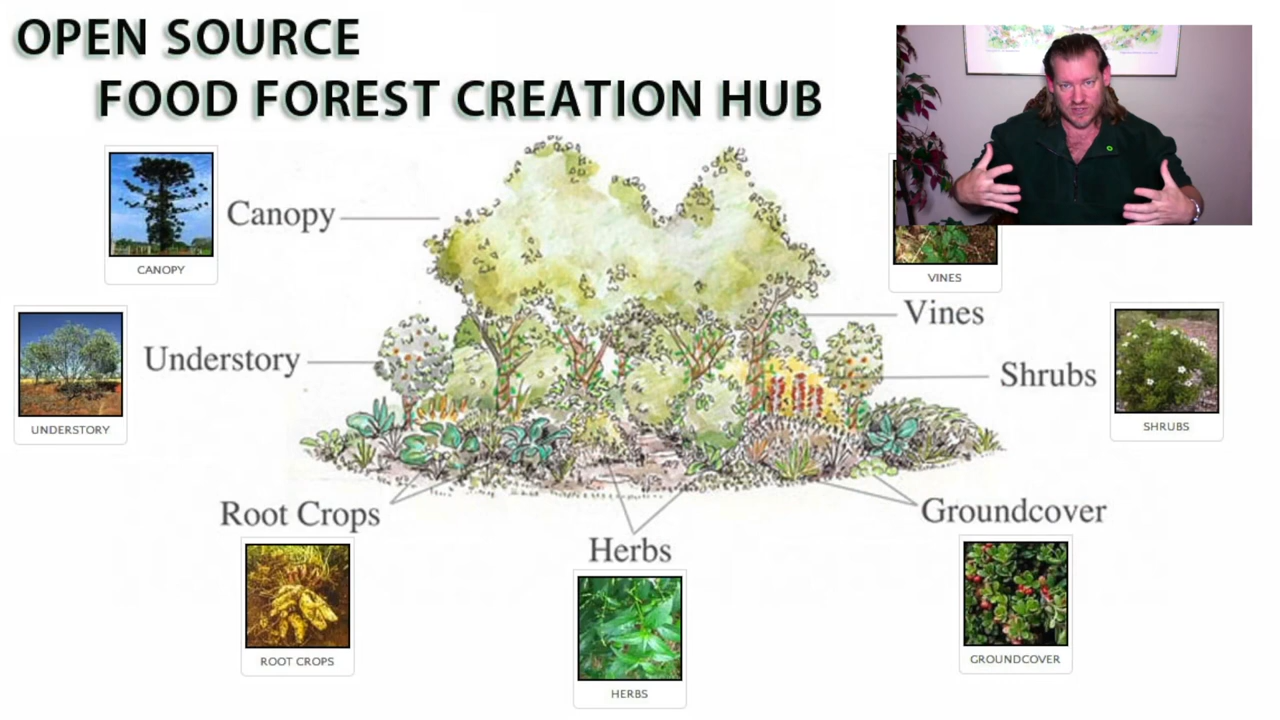 OPEN SOURCE
FOOD FOREST CREATION HUB
Canopy
CANOPY
VINES
Vines
Understory
UNDERSTORY
Shrubs
SHRUBS
Root Crops
ROOT CROPS
Herbs
HERBS
Groundcover
GROUNDCOVER